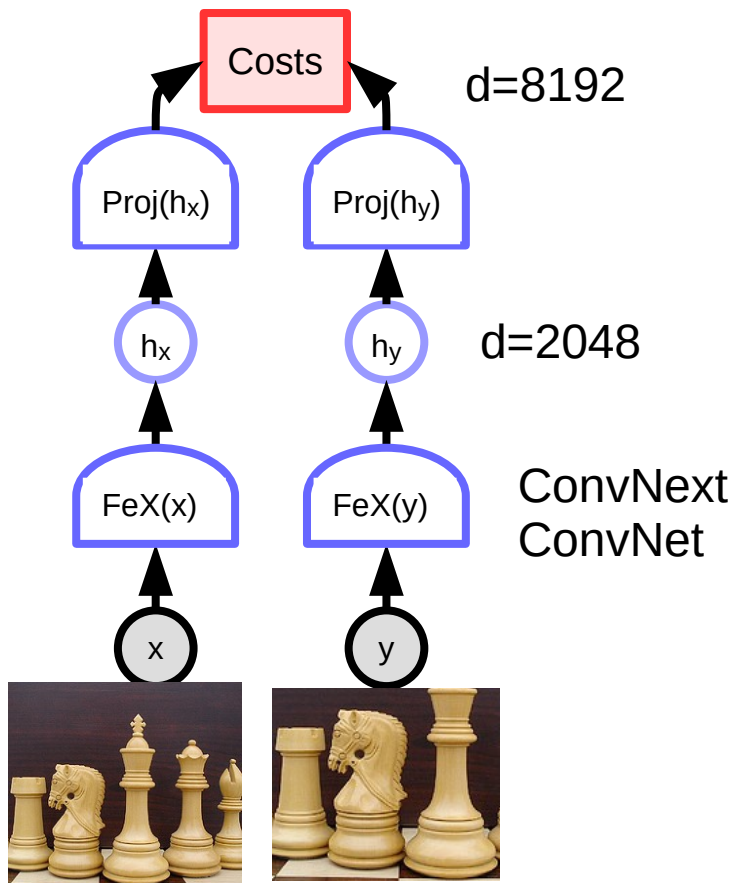 Costs
d=8192
Proj(hx)
Proj(hy)
hx
hy
d=2048
FeX(x)
FeX(y)
ConvNext
ConvNet
x
y